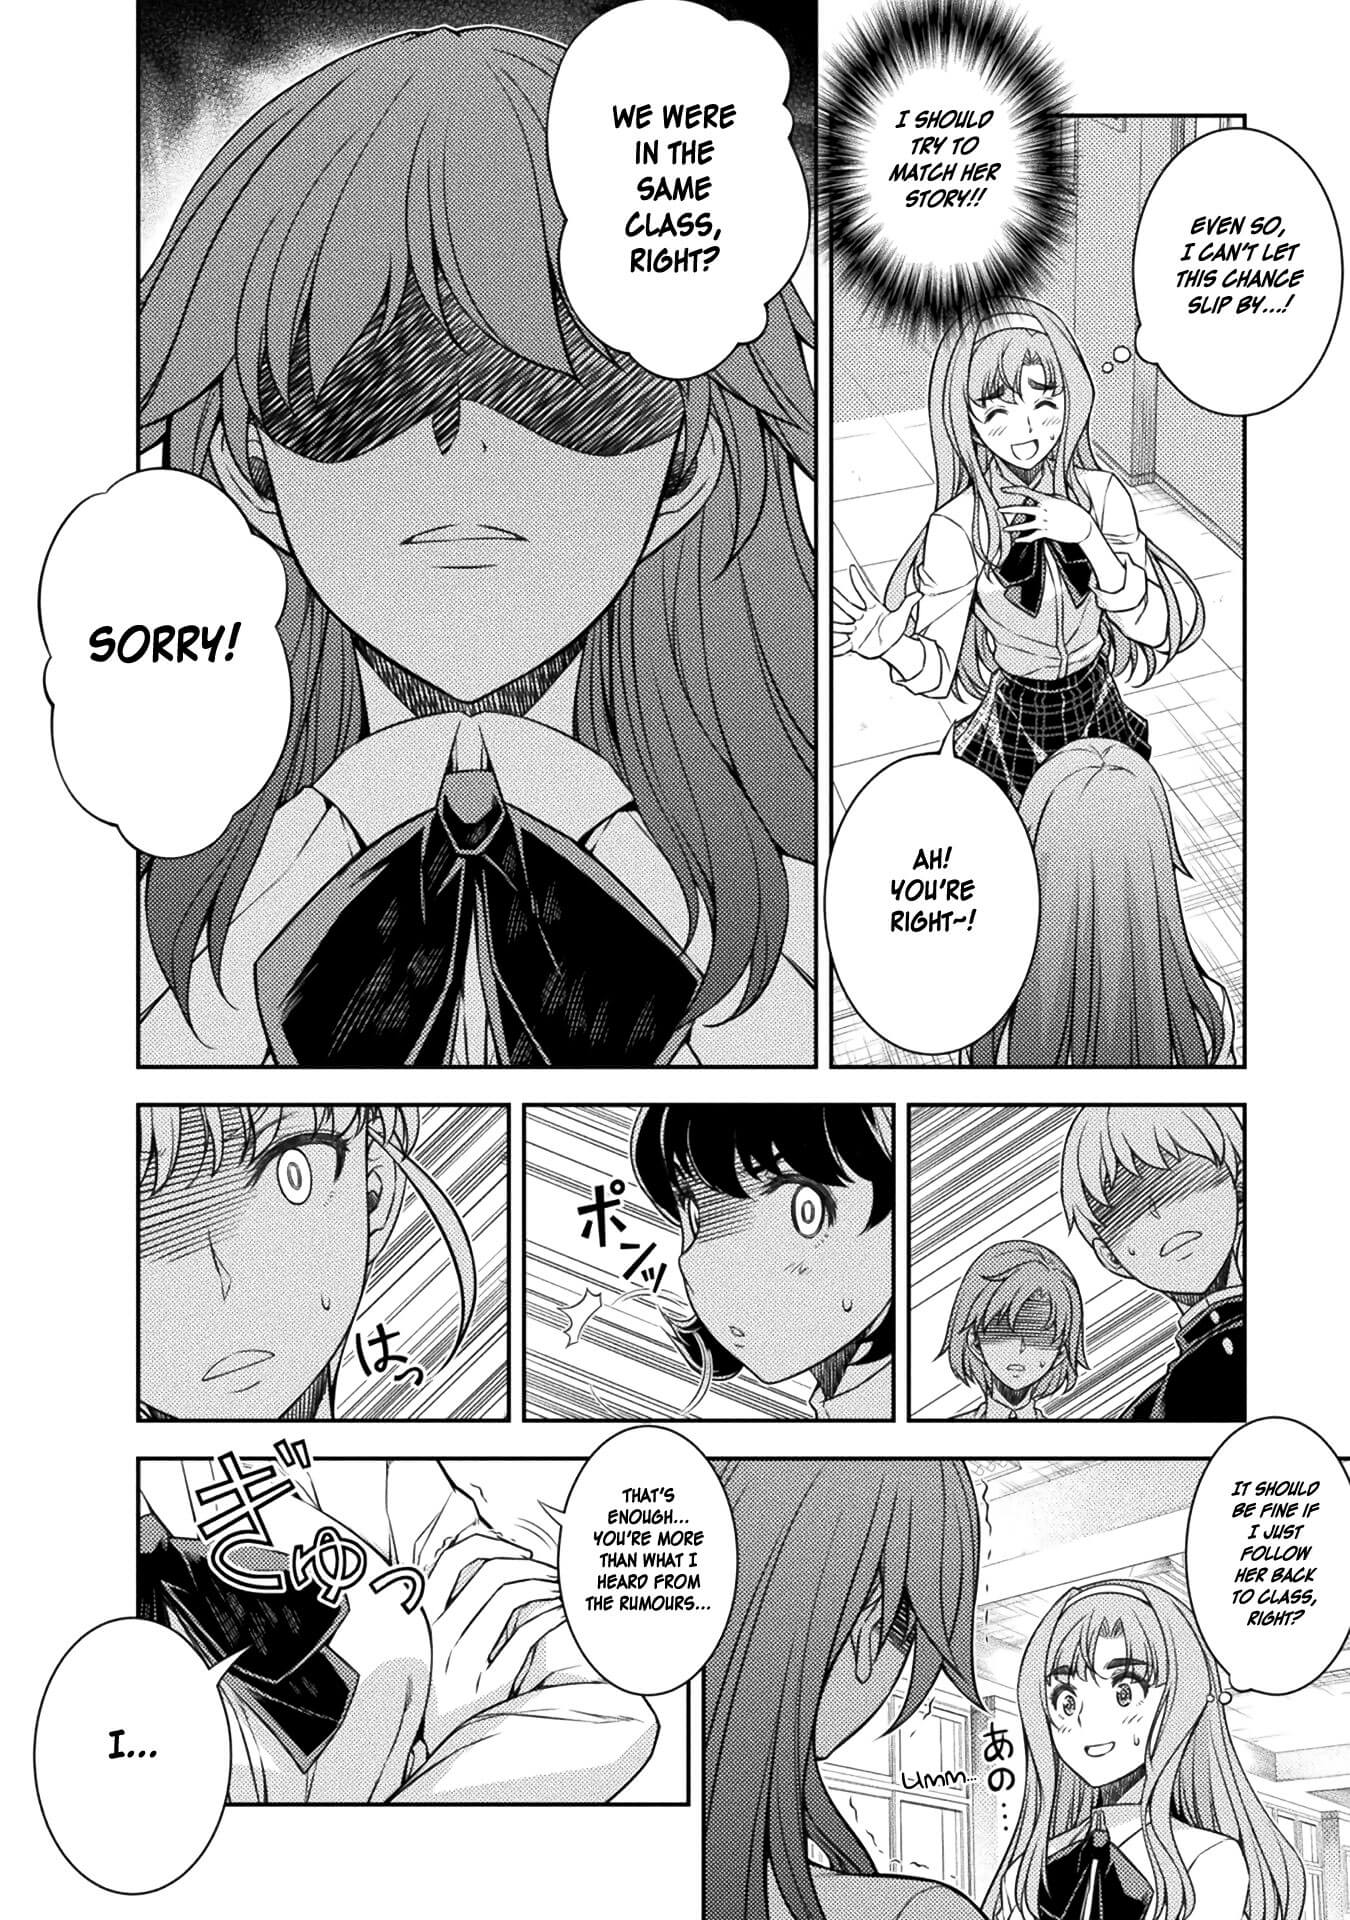 EVEN SO,
I CAN'T LET
THIS CHANCE
SLIP BY...!
I SHOULD
TRY TO
MATCH HER
STORY!!
AH!
YOU'RE
RIGHT~!
WE WERE
IN THE
SAME
CLASS,
RIGHT?
SORRY!
ポンッ
はっ
IT SHOULD
BE FINE IF
I JUST
FOLLOW
HER BACK
TO CLASS,
RIGHT?
あの…
UMM...
THAT'S
ENOUGH...
YOU'RE MORE
THAN WHAT I
HEARD FROM
THE RUMOURS...
ぎゅっ
I...